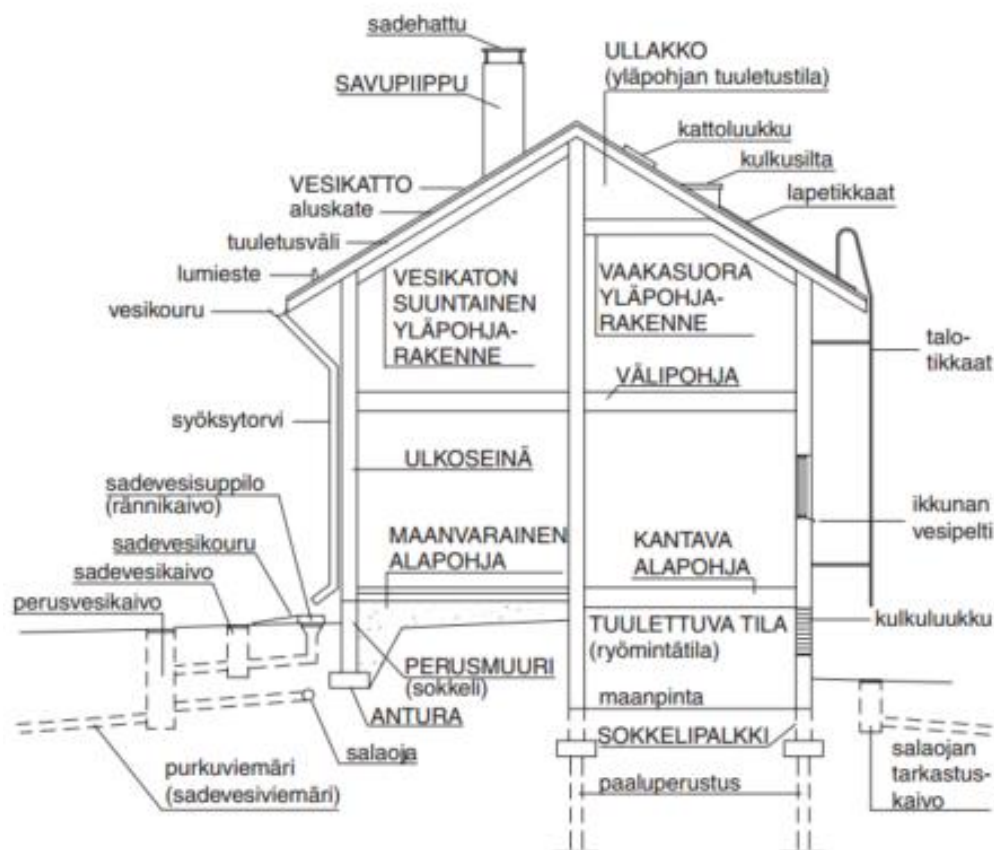 sadehattu
SAVUPIIPPU
ULLAKKO
(yläpohjan tuuletustila)
kattoluukku
kulkusilta
lapetikkaat
VESIKATTO
aluskate
tuuletusväli
lumieste
vesikouru
VESIKATON
SUUNTAINEN
YLÄPOHJA-
RAKENNE
VAAKASUORA
YLÄPOHJA-
RAKENNE
talo-
tikkaat
VÄLIPOHJA
syöksytorvi
ULKOSEINÄ
sadevesisuppilo
(rännikaivo)
sadevesikouru
sadevesikaivo
perusvesikaivo
MAANVARAINEN
ALAPOHJA
KANTAVA
ALAPOHJA
ikkunan
vesipelti
kulkuluukku
TUULETTUVA TILA
(ryömintätila)
PERUSMUURI
(sokkeli)
maanpinta
ANTURA
SOKKELIPALKKI
salaoja
purkuviemäri
(sadevesiviemäri)
paaluperustus
salaojan
tarkastus-
kaivo